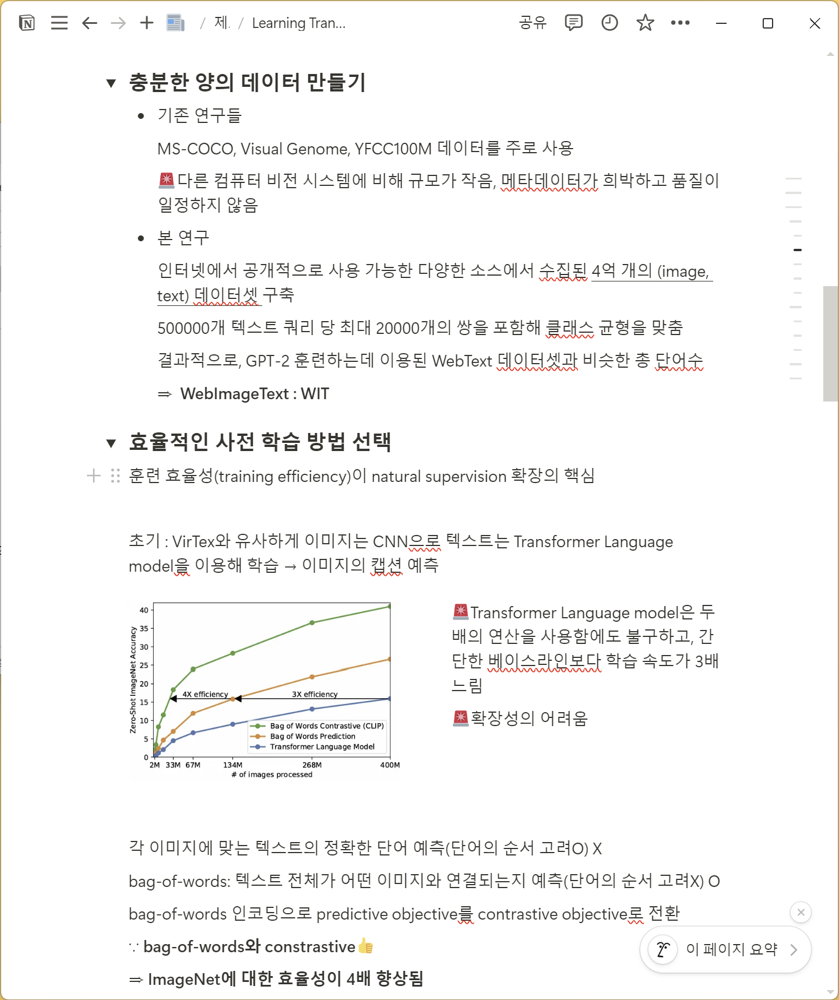 / 제. / Learning Tran... 공유
충분한 양의 데이터 만들기
기존 연구들
MS-COCO, Visual Genome, YFCC100M 데이터를 주로 사용
🚨다른 컴퓨터 비전 시스템에 비해 규모가 작음, 메타데이터가 희박하고 품질이
일정하지 않음
본 연구
인터넷에서 공개적으로 사용 가능한 다양한 소스에서 수집된 4억 개의 (image,
text) 데이터셋 구축
500000개 텍스트 쿼리 당 최대 20000개의 쌍을 포함해 클래스 균형을 맞춤
결과적으로, GPT-2 훈련하는데 이용된 WebText 데이터셋과 비슷한 총 단어수
⇒ WebImageText : WIT
효율적인 사전 학습 방법 선택
훈련 효율성(training efficiency)이 natural supervision 확장의 핵심
초기 : VirTex와 유사하게 이미지는 CNN으로 텍스트는 Transformer Language
model을 이용해 학습 → 이미지의 캡션 예측
Zero-Shot ImageNet Accuracy
40
35
30
25
20
15
10
5
0
4X efficiency 3X efficiency
Bag of Words Contrastive (CLIP)
Bag of Words Prediction
Transformer Language Model
2M 33M 67M 134M 268M 400M
# of images processed
🚨Transformer Language model은 두
배의 연산을 사용함에도 불구하고, 간
단한 베이스라인보다 학습 속도가 3배
느림
🚨확장성의 어려움
각 이미지에 맞는 텍스트의 정확한 단어 예측(단어의 순서 고려O) X
bag-of-words: 텍스트 전체가 어떤 이미지와 연결되는지 예측(단어의 순서 고려X) O
bag-of-words 인코딩으로 predictive objective를 contrastive objective로 전환
∵ bag-of-words와 constrastive👍
이 페이지 요약
⇒ ImageNet에 대한 효율성이 4배 향상됨